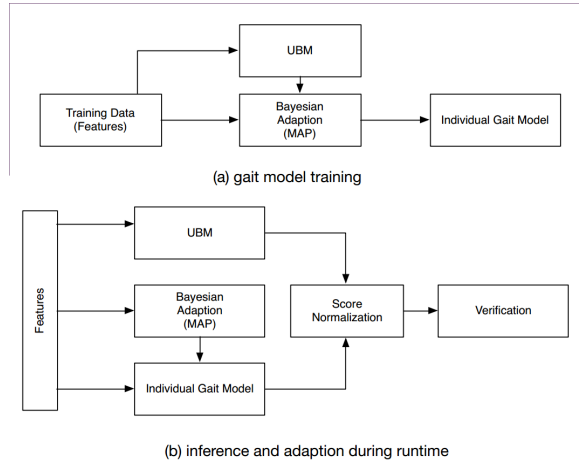 UBM
Training Data
(Features)
Bayesian
Adaption
(MAP)
Individual Gait Model
(a) gait model training
Features
UBM
Bayesian
Adaption
(MAP)
Individual Gait Model
Score
Normalization
Verification
(b) inference and adaption during runtime